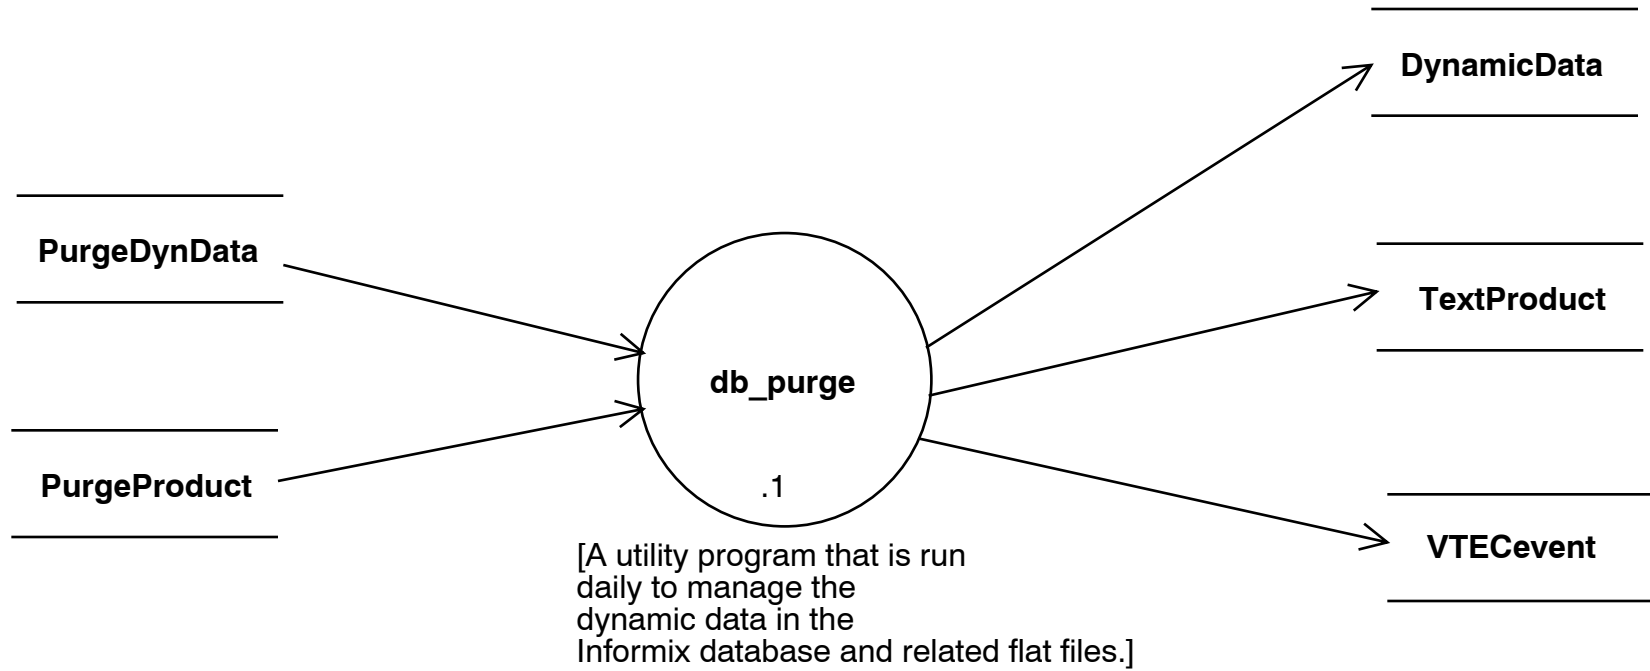 DynamicData
PurgeDynData
TextProduct
db_purge
PurgeProduct
.1
VTECevent
[A utility program that is run
daily to manage the
dynamic data in the
Informix database and related flat files.]